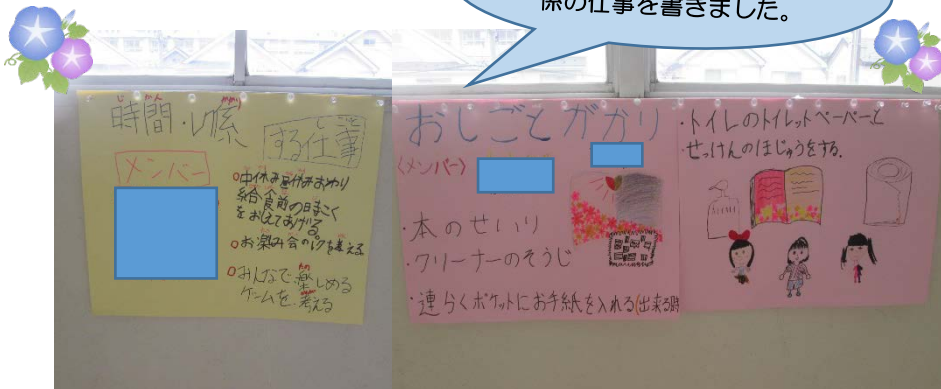 係の仕事を書きました。
時間・レク係
する仕事
メンバー
中休み昼休みおわり
給食前の時こく
をおしえてあげる
お楽み会のレクを考える
みんなで楽しめる
ゲームを考える
おしごとがかり
〈メンバー〉
・本のせいり
・クリーナーのそうじ
・連らくポケットにお手紙を入れる(出来る時
・トイレのトイレットペーパーと
せっけんのほじゅうをする.